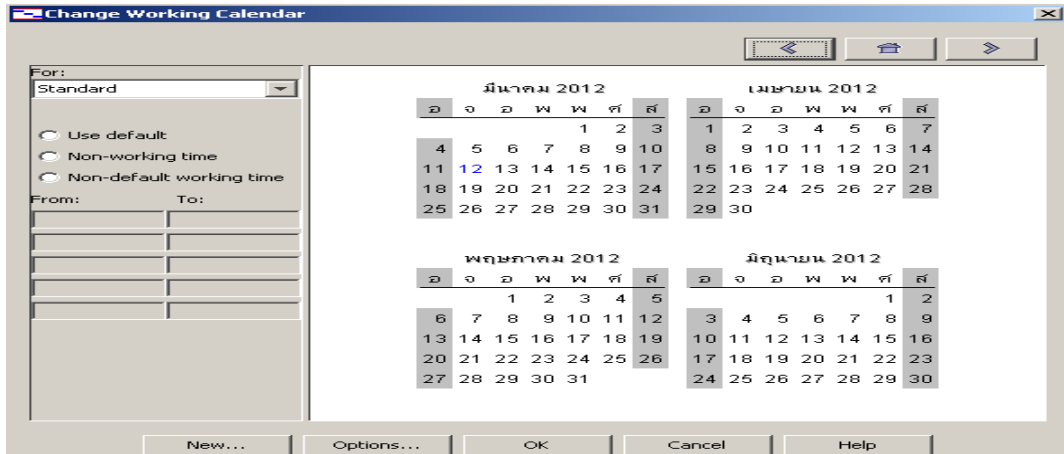 Change Working Calendar
For:
Standard
Use default
Non-working time
Non-default working time
From: To:
มีนาคม 2012
อ จ อ พ พ ศ์ ส์
1 2 3
4 5 6 7 8 9 10
11 12 13 14 15 16 17
18 19 20 21 22 23 24
25 26 27 28 29 30 31
เมษายน 2012
อ จ อ พ พ ศ์ ส์
1 2 3 4 5 6 7
8 9 10 11 12 13 14
15 16 17 18 19 20 21
22 23 24 25 26 27 28
29 30
พฤษภาคม 2012
อ จ อ พ พ ศ์ ส์
1 2 3 4 5
6 7 8 9 10 11 12
13 14 15 16 17 18 19
20 21 22 23 24 25 26
27 28 29 30 31
มิถุนายน 2012
อ จ อ พ พ ศ์ ส์
1 2
3 4 5 6 7 8 9
10 11 12 13 14 15 16
17 18 19 20 21 22 23
24 25 26 27 28 29 30
New... Options... OK Cancel Help